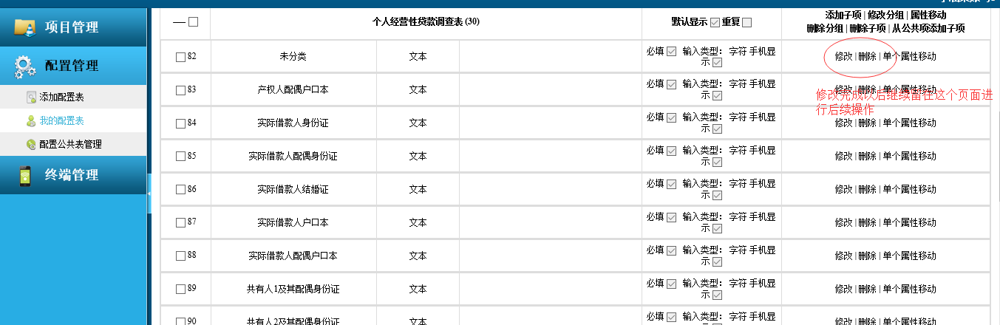 项目管理
配置管理
添加配置表
我的配置表
配置公共表管理
终端管理
个人经营性贷款调查表 (30)
默认显示 重复
添加子项 | 修改分组 | 属性移动
删除分组 | 删除子项 | 从公共项添加子项
82 未分类 文本 必填 输入类型: 字符 手机显
示
修改 | 删除 | 单个属性移动
83 产权人配偶户口本 文本 必填 输入类型: 字符 手机显
示
修改 | 删除 | 单个属性移动
修改完成以后继续留在这个页面进
行后续操作
84 实际借款人身份证 文本 必填 输入类型: 字符 手机显
示
修改 | 删除 | 单个属性移动
85 实际借款人配偶身份证 文本 必填 输入类型: 字符 手机显
示
修改 | 删除 | 单个属性移动
86 实际借款人结婚证 文本 必填 输入类型: 字符 手机显
示
修改 | 删除 | 单个属性移动
87 实际借款人户口本 文本 必填 输入类型: 字符 手机显
示
修改 | 删除 | 单个属性移动
88 实际借款人配偶户口本 文本 必填 输入类型: 字符 手机显
示
修改 | 删除 | 单个属性移动
89 共有人1及其配偶身份证 文本 必填 输入类型: 字符 手机显
示
修改 | 删除 | 单个属性移动
90 共有人2及其配偶身份证 文本 必填 输入类型: 字符 手机显
修改 | 删除 | 单个属性移动